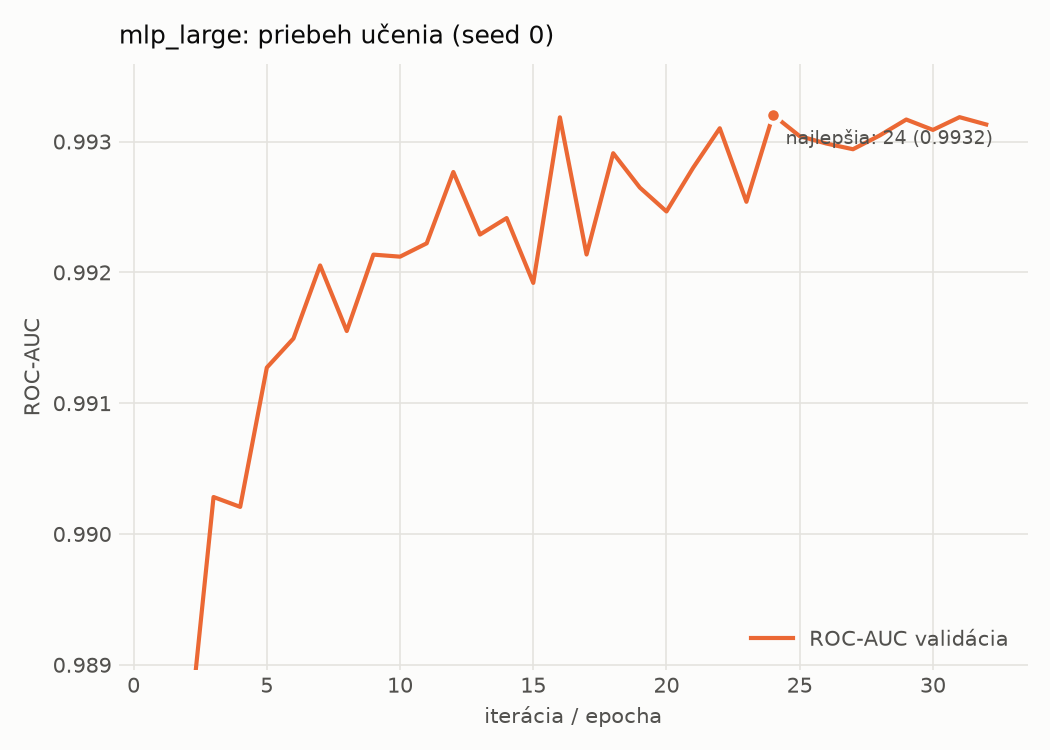 mlp_large: priebeh učenia (seed 0)
ROC-AUC
0.993
0.992
0.991
0.990
0.989
najlepšia: 24 (0.9932)
ROC-AUC validácia
0 5 10 15 20 25 30
iterácia / epocha